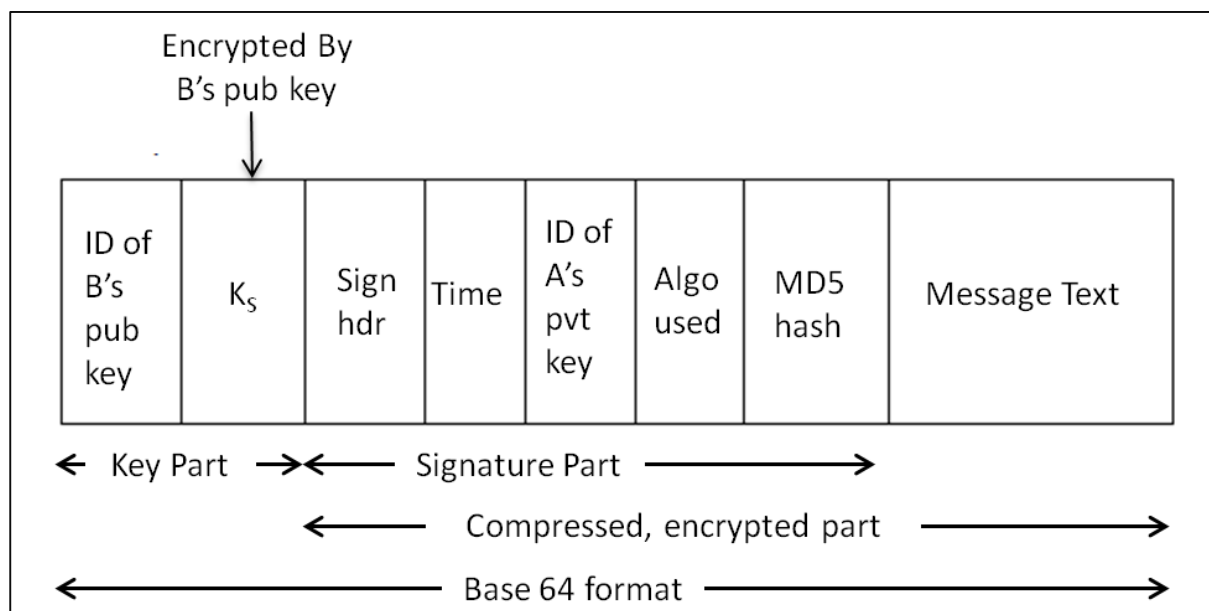 Encrypted By
B's pub key
ID of
B's
pub
key
Ks
Sign
hdr
Time
ID of
A's
pvt
key
Algo
used
MD5
hash
Message Text
Key Part
Signature Part
Compressed, encrypted part
Base 64 format